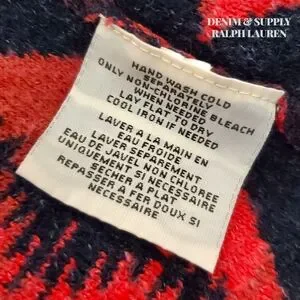 DENIM & SUPPLY
RALPH LAUREN
HAND WASH COLD
SEPARATELY
ONLY NON-CHLORINE BLEACH
WHEN NEEDED
LAY FLAT TO DRY
COOL IRON IF NEEDED
LAVER A LA MAIN EN
EAU FROIDE
LAVER SEPAREMENT
EAU DE JAVEL NON CHLOREE
UNIQUEMENT SI NECESSAIRE
SECHER A PLAT
REPASSER A FER DOUX SI
NECESSAIRE